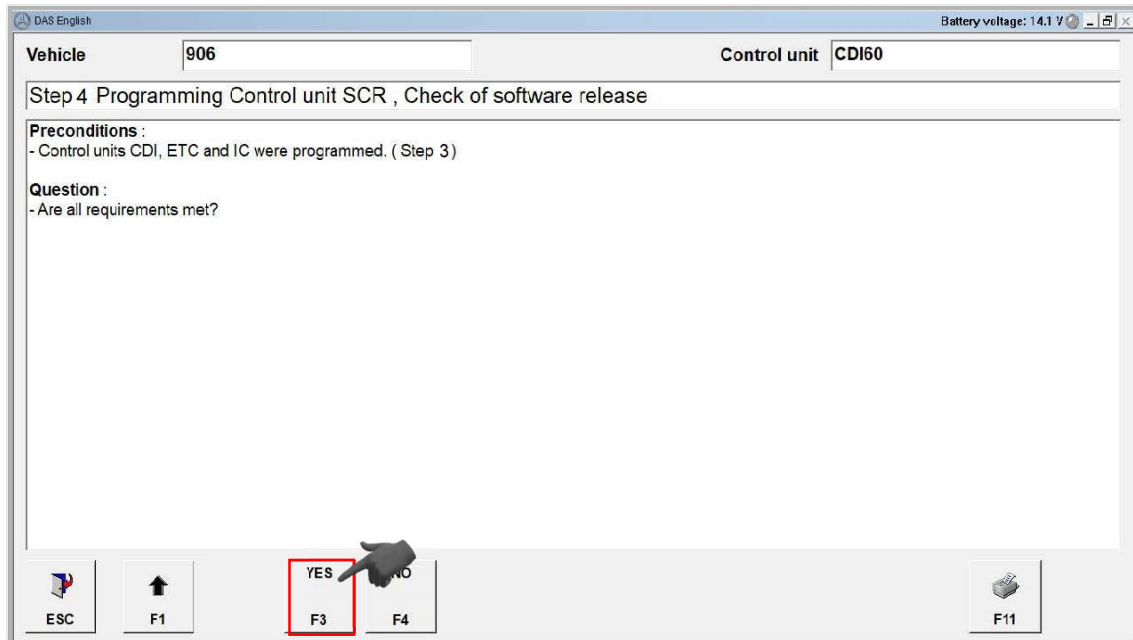 DAS English
Battery voltage: 14.1 V
Vehicle 906 Control unit CDI60
Step 4 Programming Control unit SCR , Check of software release
Preconditions :
- Control units CDI, ETC and IC were programmed. ( Step 3 )
Question :
- Are all requirements met?
YES NO
ESC F1 F3 F4 F11